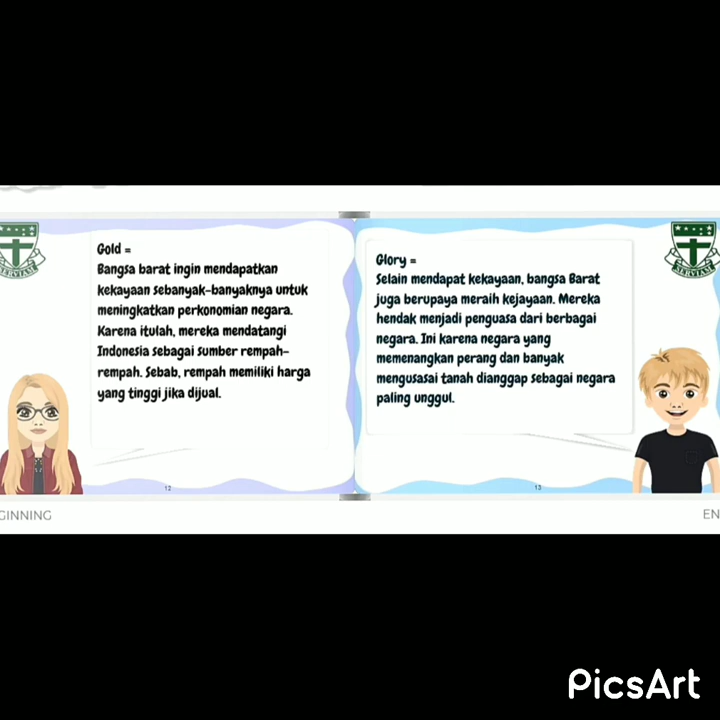 SERVIAM
Gold =
Bangsa barat ingin mendapatkan
kekayaan sebanyak-banyaknya untuk
meningkatkan perkonomian negara.
Karena itulah, mereka mendatangi
Indonesia sebagai sumber rempah-
rempah. Sebab, rempah memiliki harga
yang tinggi jika dijual.
12
SERVIAM
Glory =
Selain mendapat kekayaan, bangsa Barat
juga berupaya meraih kejayaan. Mereka
hendak menjadi penguasa dari berbagai
negara. Ini karena negara yang
memenangkan perang dan banyak
mengusasai tanah dianggap sebagai negara
paling unggul.
13
GINNING
EN
PicsArt